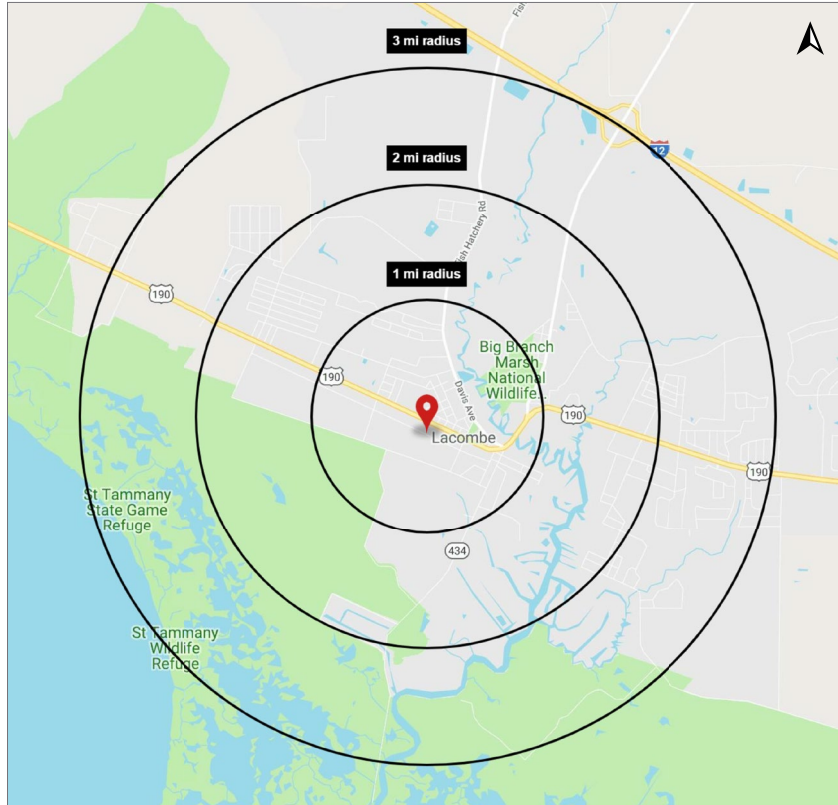 3 mi radius
12
2 mi radius
Fish Hatchery Rd
1 mi radius
190
Big Branch
Marsh
National
Wildlife...
190
Davis Ave
190
Lacombe
190
St Tammany
State Game
Refuge
434
St Tammany
Wildlife
Refuge